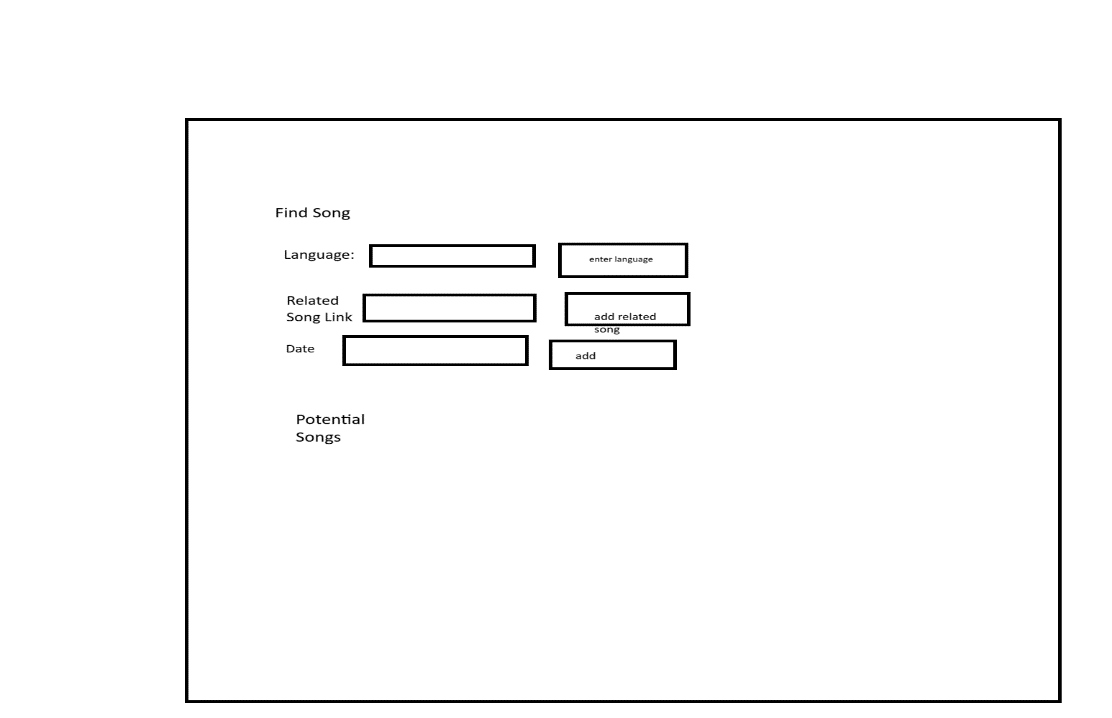 Find Song
Language:
enter language
Related
Song Link
add related
song
Date
add
Potential
Songs